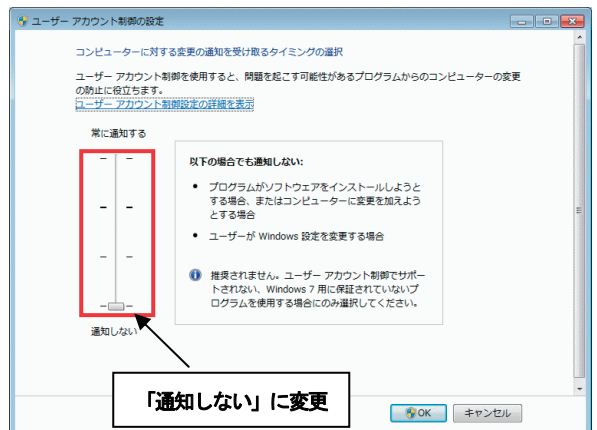 ユーザー アカウント制御の設定
コンピューターに対する変更の通知を受け取るタイミングの選択
ユーザー アカウント制御を使用すると、問題を起こす可能性があるプログラムからのコンピューターの変更
の防止に役立ちます。
ユーザー アカウント制御設定の詳細を表示
常に通知する
以下の場合でも通知しない:
• プログラムがソフトウェアをインストールしようと
する場合、またはコンピューターに変更を加えよう
とする場合
• ユーザーが Windows 設定を変更する場合
推奨されません。ユーザー アカウント制御でサポー
トされない、Windows 7 用に保証されていないプ
ログラムを使用する場合にのみ選択してください。
通知しない
「通知しない」に変更
OK キャンセル